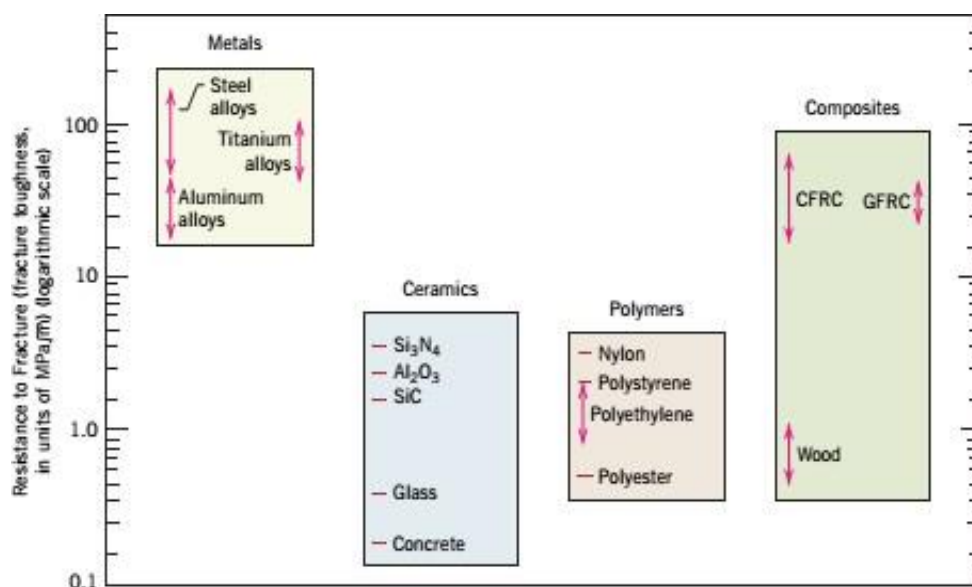 Resistance to Fracture (fracture toughness,
in units of MPa√m) (logarithmic scale)
100
10
1.0
0.1
Metals
Steel
alloys
Titanium
alloys
Aluminum
alloys
Ceramics
Si₃N₄
Al₂O₃
SiC
Glass
Concrete
Polymers
Nylon
Polystyrene
Polyethylene
Polyester
Composites
CFRC
GFRC
Wood